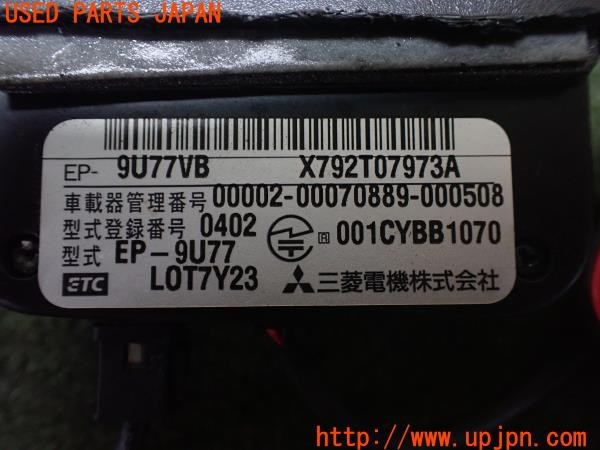 USED PARTS JAPAN
EP- 9U77VB X792T07973A
車載器管理番号 00002-00070889-000508
型式登録番号 0402 R 001CYBB1070
型式 EP-9U77
ETC LOT7Y23 三菱電機株式会社
http://www.upjpn.com/